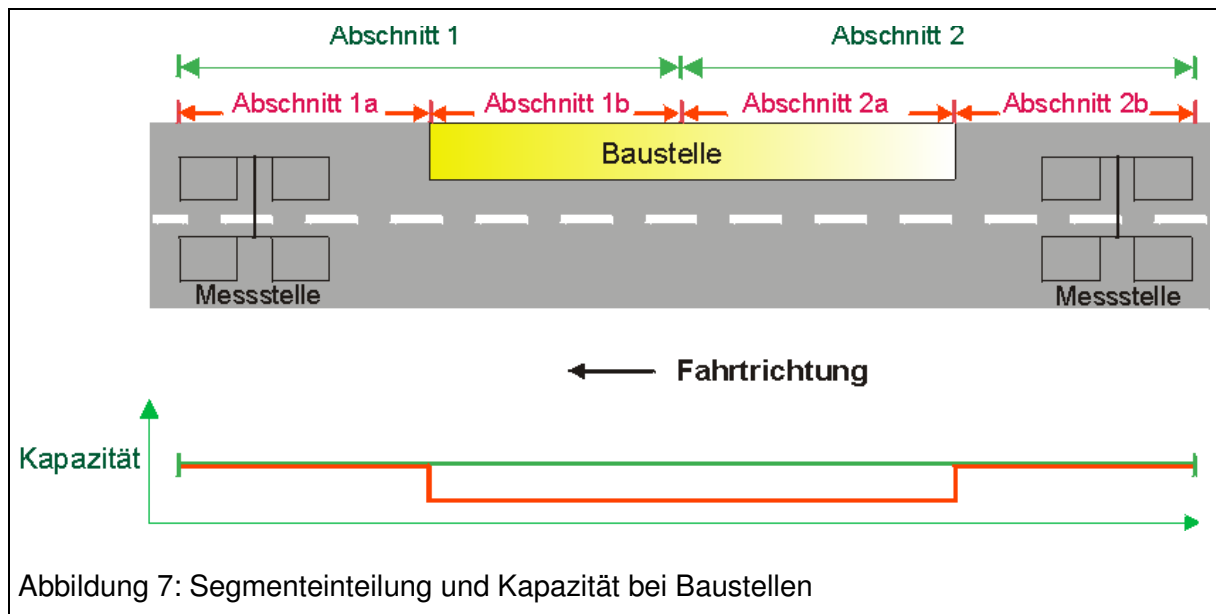 Abschnitt 1 Abschnitt 2
Abschnitt 1a Abschnitt 1b Abschnitt 2a Abschnitt 2b
Baustelle
Messstelle Messstelle
Fahrtrichtung
Kapazität
Abbildung 7: Segmenteinteilung und Kapazität bei Baustellen